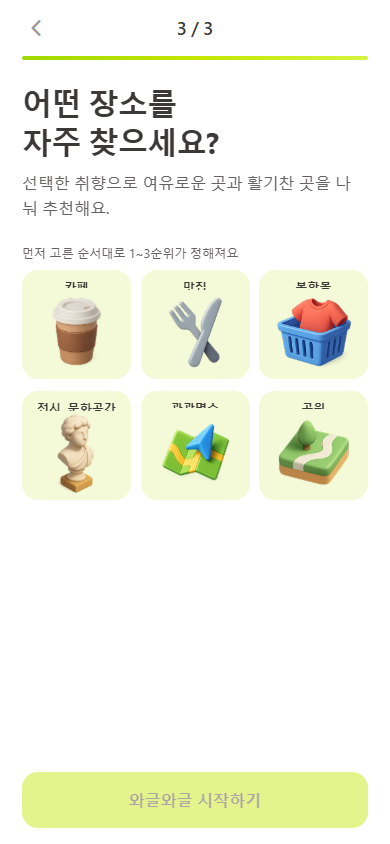 3 / 3
어떤 장소를
자주 찾으세요?
선택한 취향으로 여유로운 곳과 활기찬 곳을 나
눠 추천해요.
먼저 고른 순서대로 1~3순위가 정해져요
카페
맛집
복합몰
전시, 문화공간
관광명소
공원
와글와글 시작하기